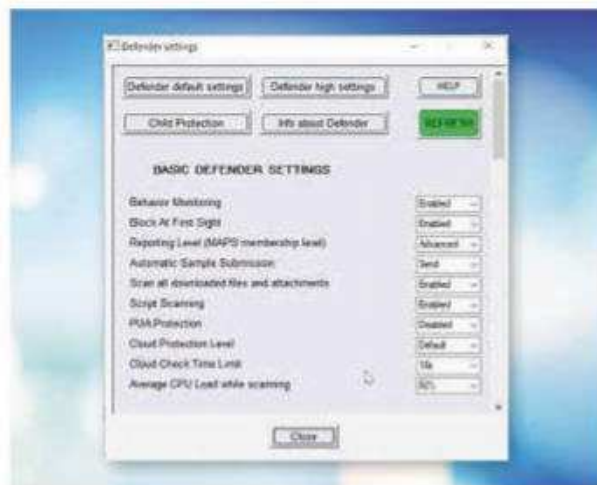 Defender settings
Defender default settings Defender high settings HELP
Child Protection Info about Defender REFRESH
BASIC DEFENDER SETTINGS
Behavior Monitoring Enabled
Block At First Sight Enabled
Reporting Level (MAPS membership level) Advanced
Automatic Sample Submission Send
Scan all downloaded files and attachments Enabled
Script Scanning Enabled
PUA Protection Disabled
Cloud Protection Level Default
Cloud Check Time Limit
Average CPU Load while scanning 50%
Close